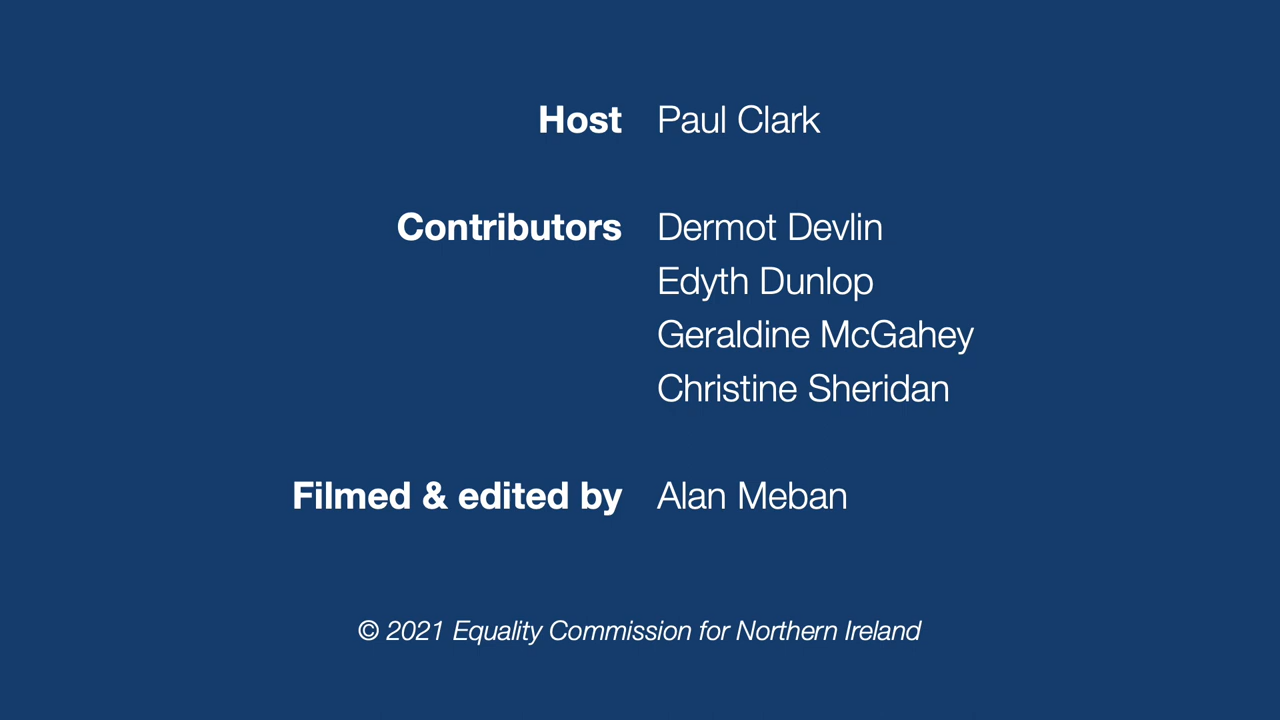 Host Paul Clark
Contributors Dermot Devlin
Edyth Dunlop
Geraldine McGahey
Christine Sheridan
Filmed & edited by Alan Meban
© 2021 Equality Commission for Northern Ireland